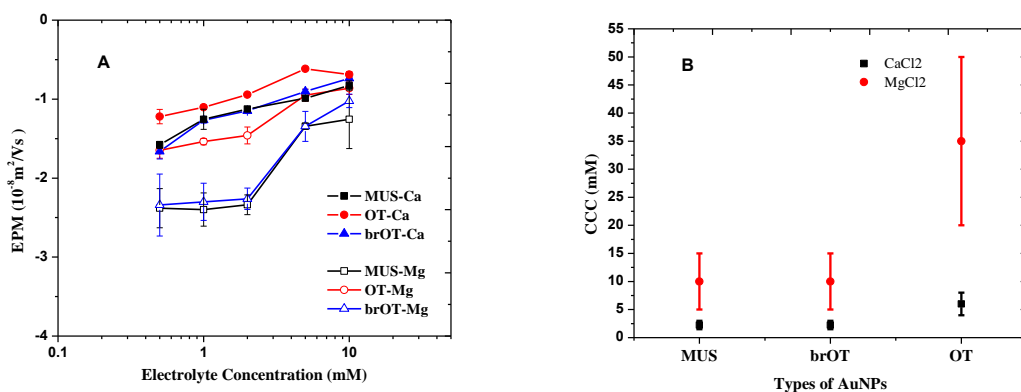 0
-1
-2
-3
-4
EPM (10⁻⁸m²/Vs)
A
MUS-Ca
OT-Ca
brOT-Ca
MUS-Mg
OT-Mg
brOT-Mg
0.1
1
10
Electrolyte Concentration (mM)
55
50
45
40
35
30
25
20
15
10
5
0
CCC (mM)
B
CaCl2
MgCl2
MUS
brOT
OT
Types of AuNPs